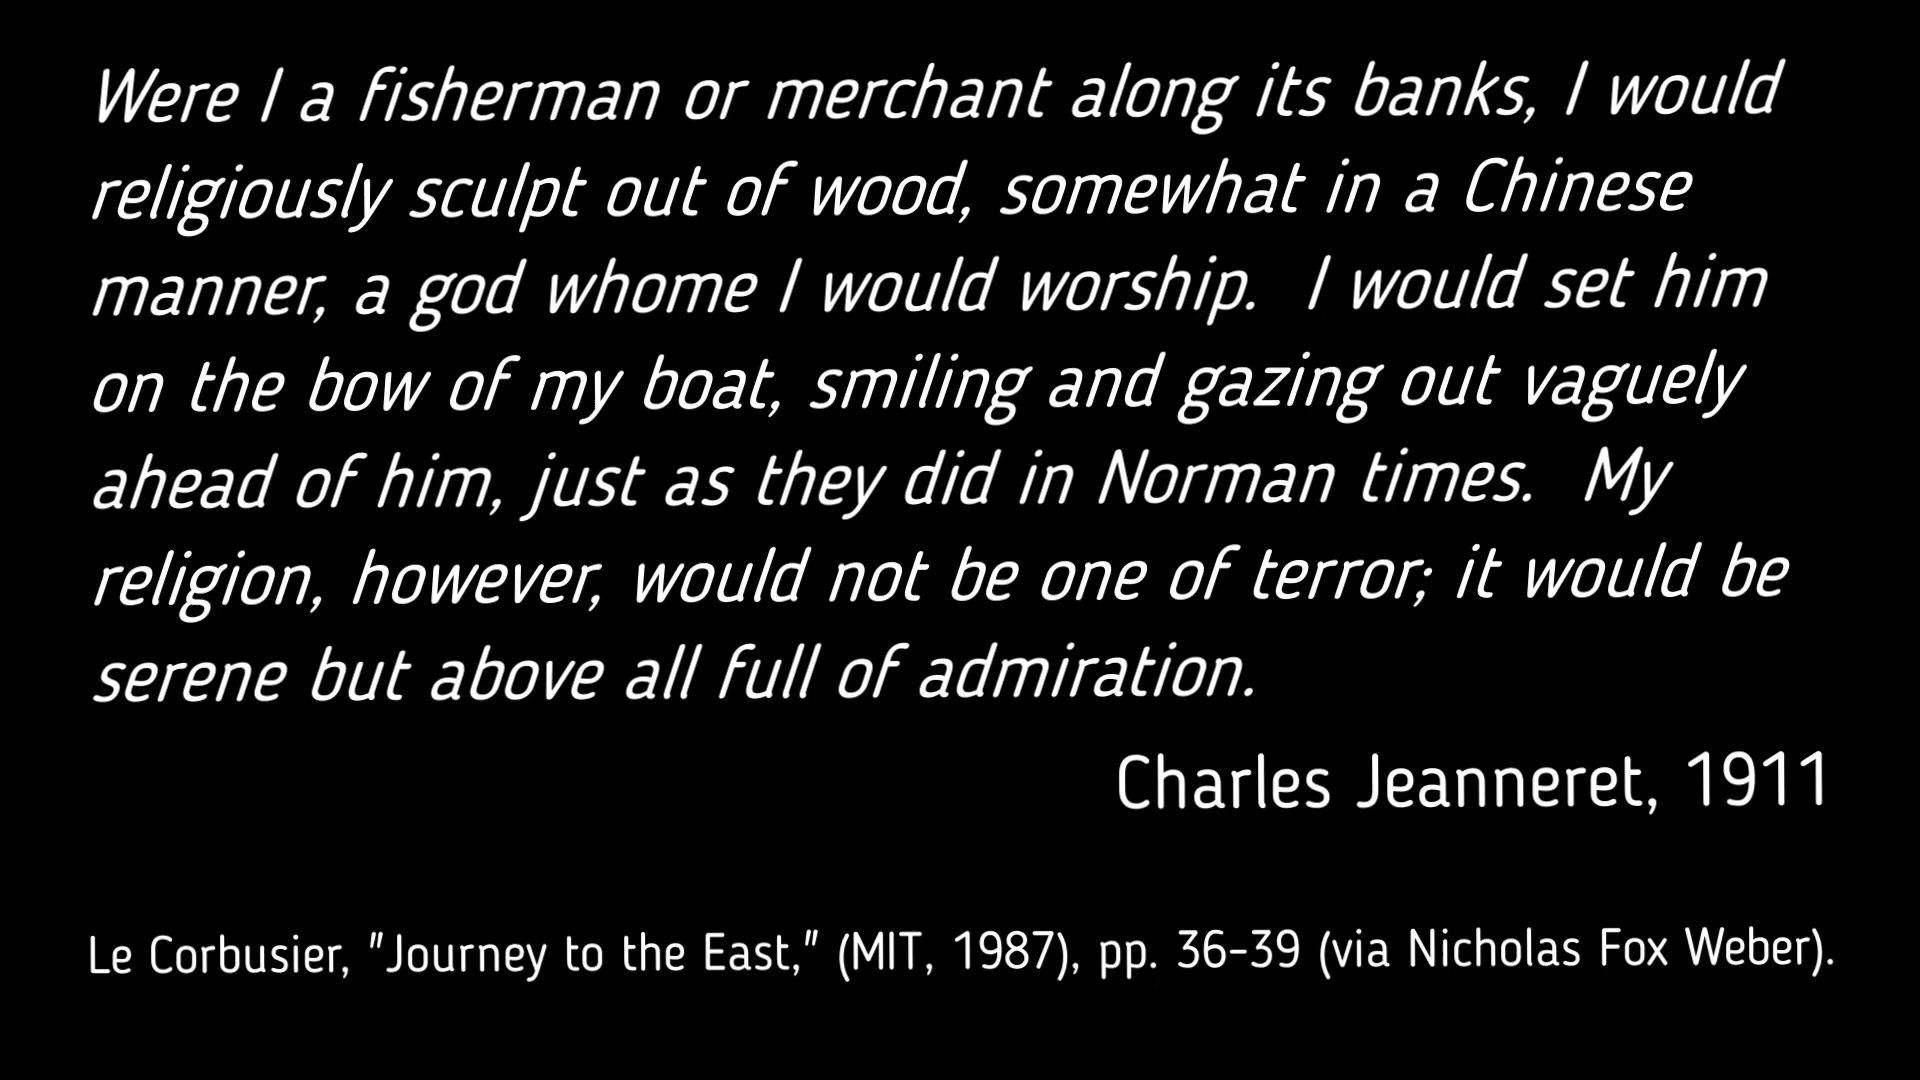 Were I a fisherman or merchant along its banks, I would
religiously sculpt out of wood, somewhat in a Chinese
manner, a god whome I would worship.  I would set him
on the bow of my boat, smiling and gazing out vaguely
ahead of him, just as they did in Norman times.  My
religion, however, would not be one of terror; it would be
serene but above all full of admiration.
Charles Jeanneret, 1911
Le Corbusier, "Journey to the East," (MIT, 1987), pp. 36-39 (via Nicholas Fox Weber).